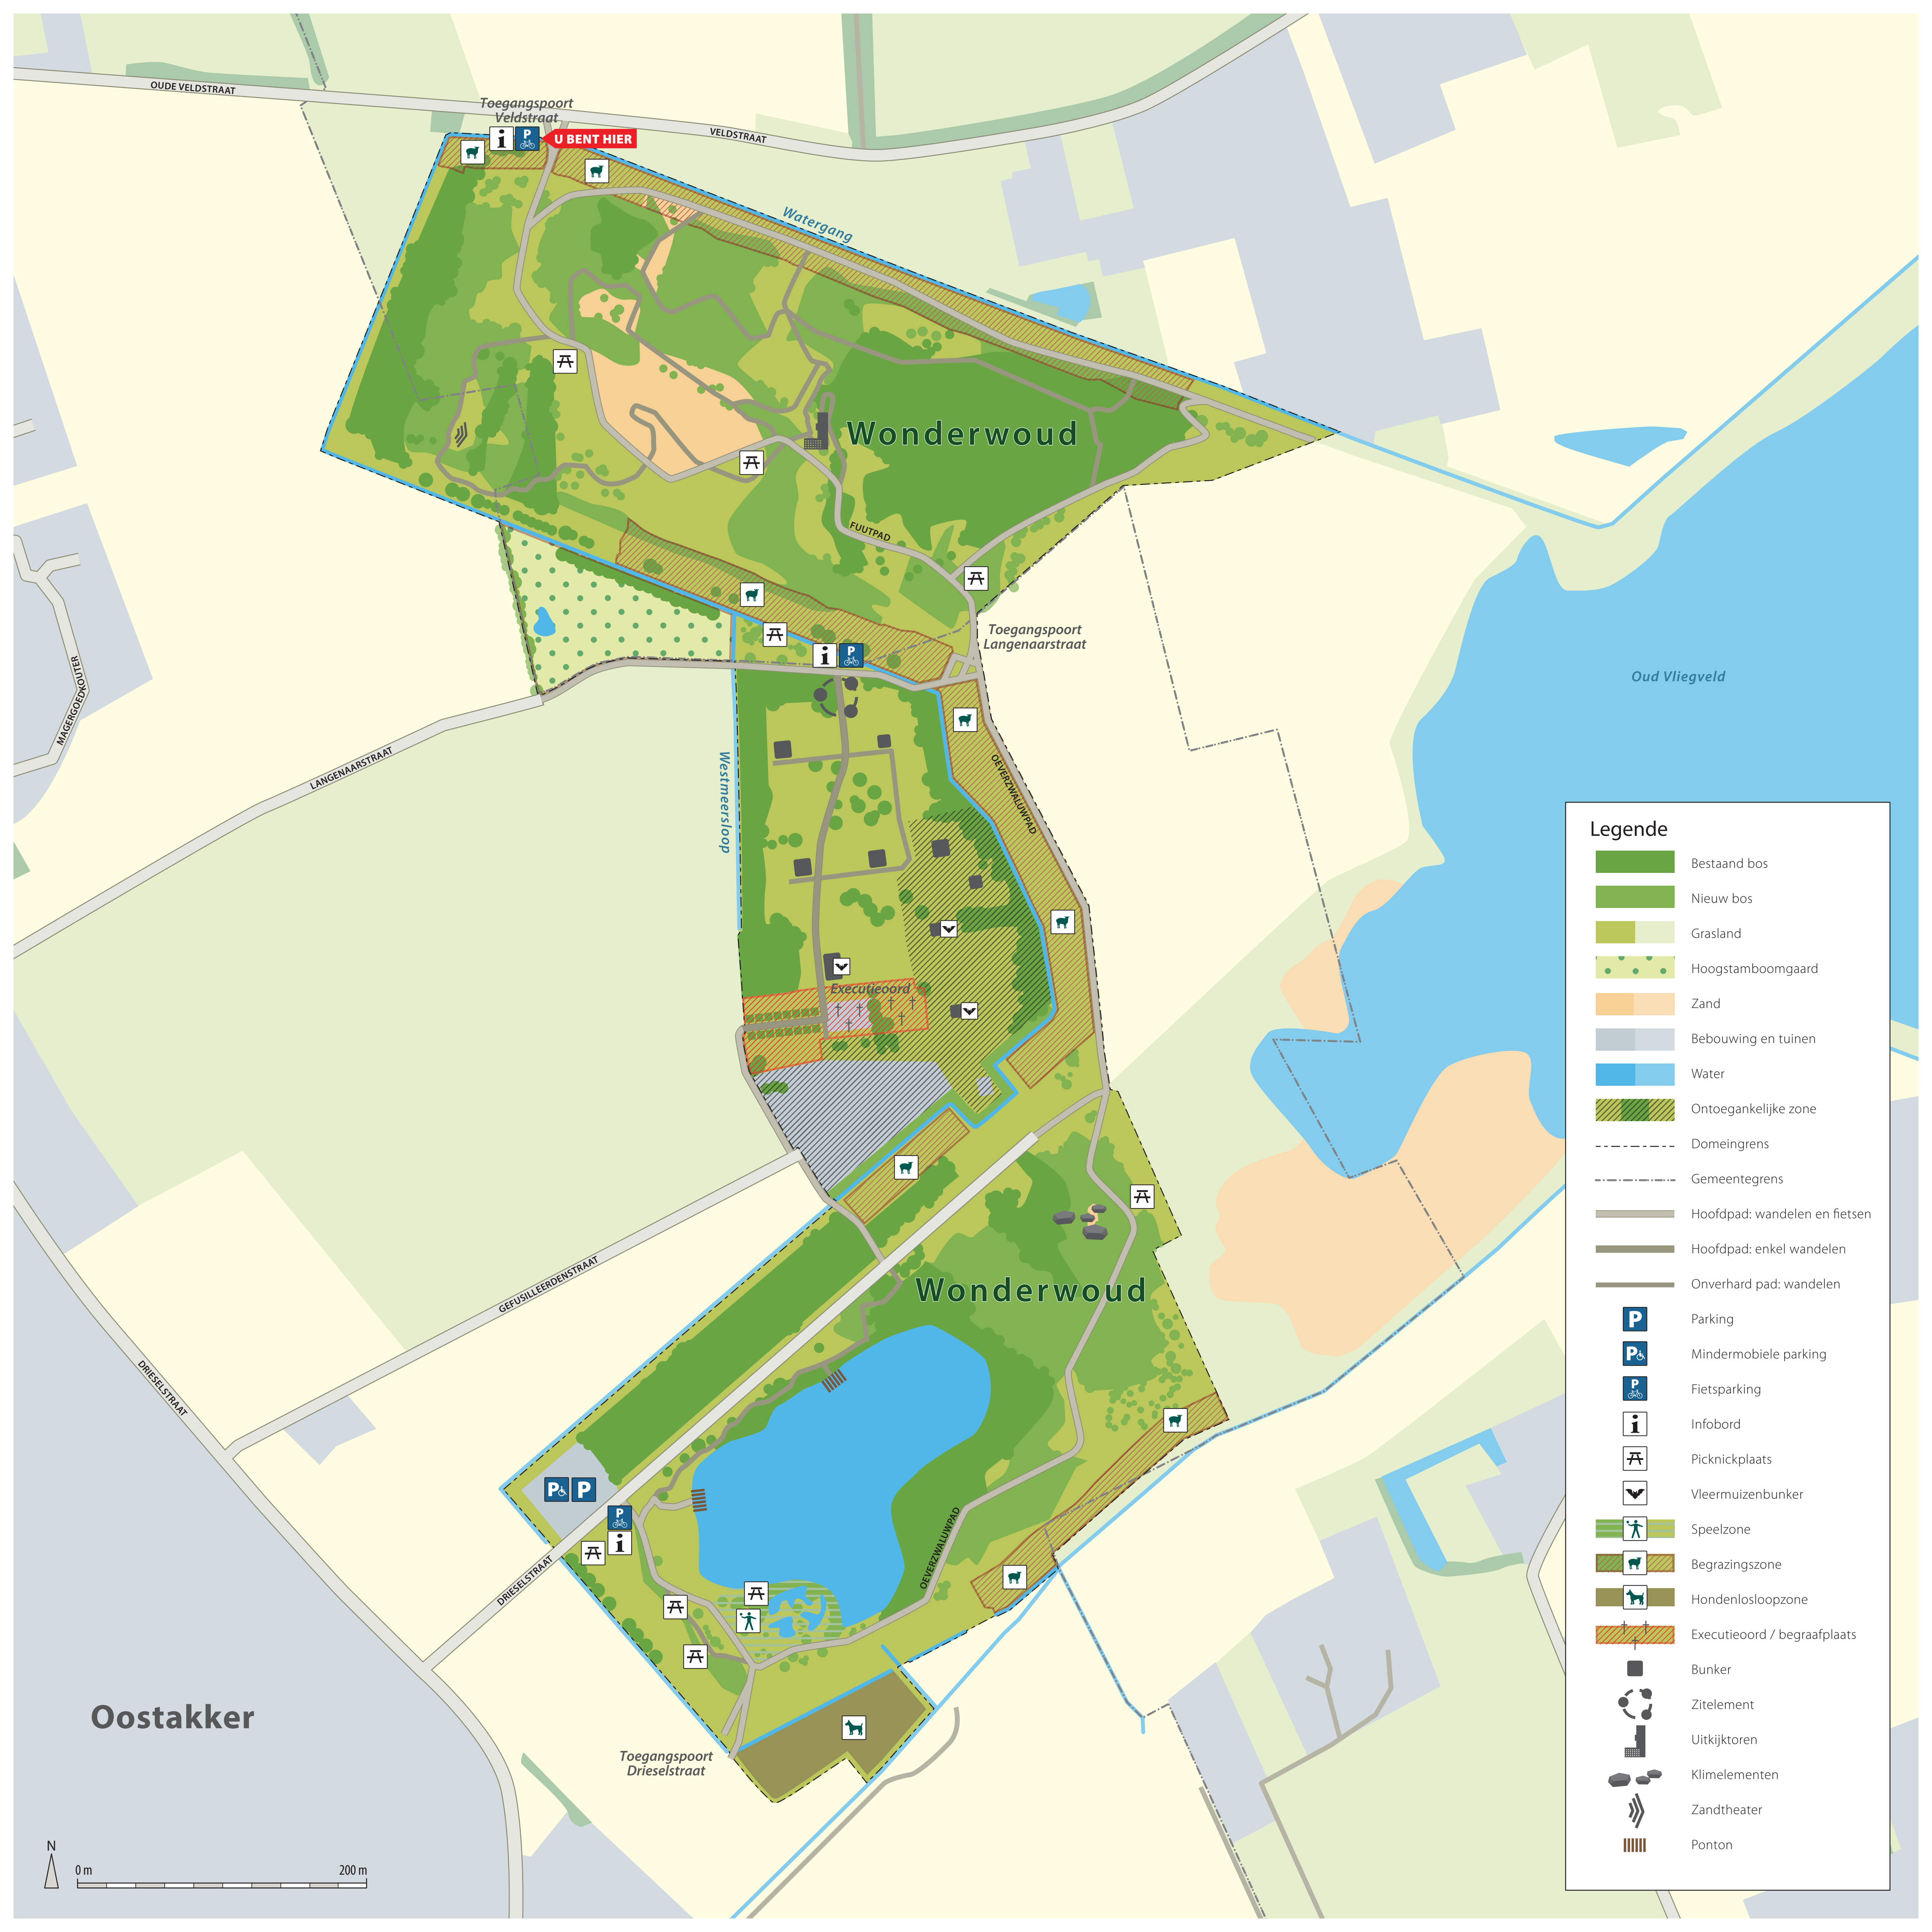 OUDE VELDSTRAAT
Toegangspoort
Veldstraat
i
P
U BENT HIER
VELDSTRAAT
Watergang
Wonderwoud
FUUTPAD
Toegangspoort
Langenaarstraat
i
P
MAGERGOEDKOUTER
LANGENAARSTRAAT
Westmeersloop
OEVERZWALUWPAD
Oud Vliegveld
Executieoord
GEFUSILLEERDENSTRAAT
Wonderwoud
DRIESELSTRAAT
P
P
P
i
DRIESELSTRAAT
OEVERZWALUWPAD
Oostakker
Toegangspoort
Drieselstraat
N
0 m
200 m
Legende
Bestaand bos
Nieuw bos
Grasland
Hoogstamboomgaard
Zand
Bebouwing en tuinen
Water
Ontoegankelijke zone
Domeingrens
Gemeentegrens
Hoofdpad: wandelen en fietsen
Hoofdpad: enkel wandelen
Onverhard pad: wandelen
P Parking
P Mindermobiele parking
P Fietsparking
i Infobord
Picknickplaats
Vleermuizenbunker
Speelzone
Begrazingszone
Hondenlosloopzone
Executieoord / begraafplaats
Bunker
Zitelement
Uitkijktoren
Klimelementen
Zandtheater
Ponton